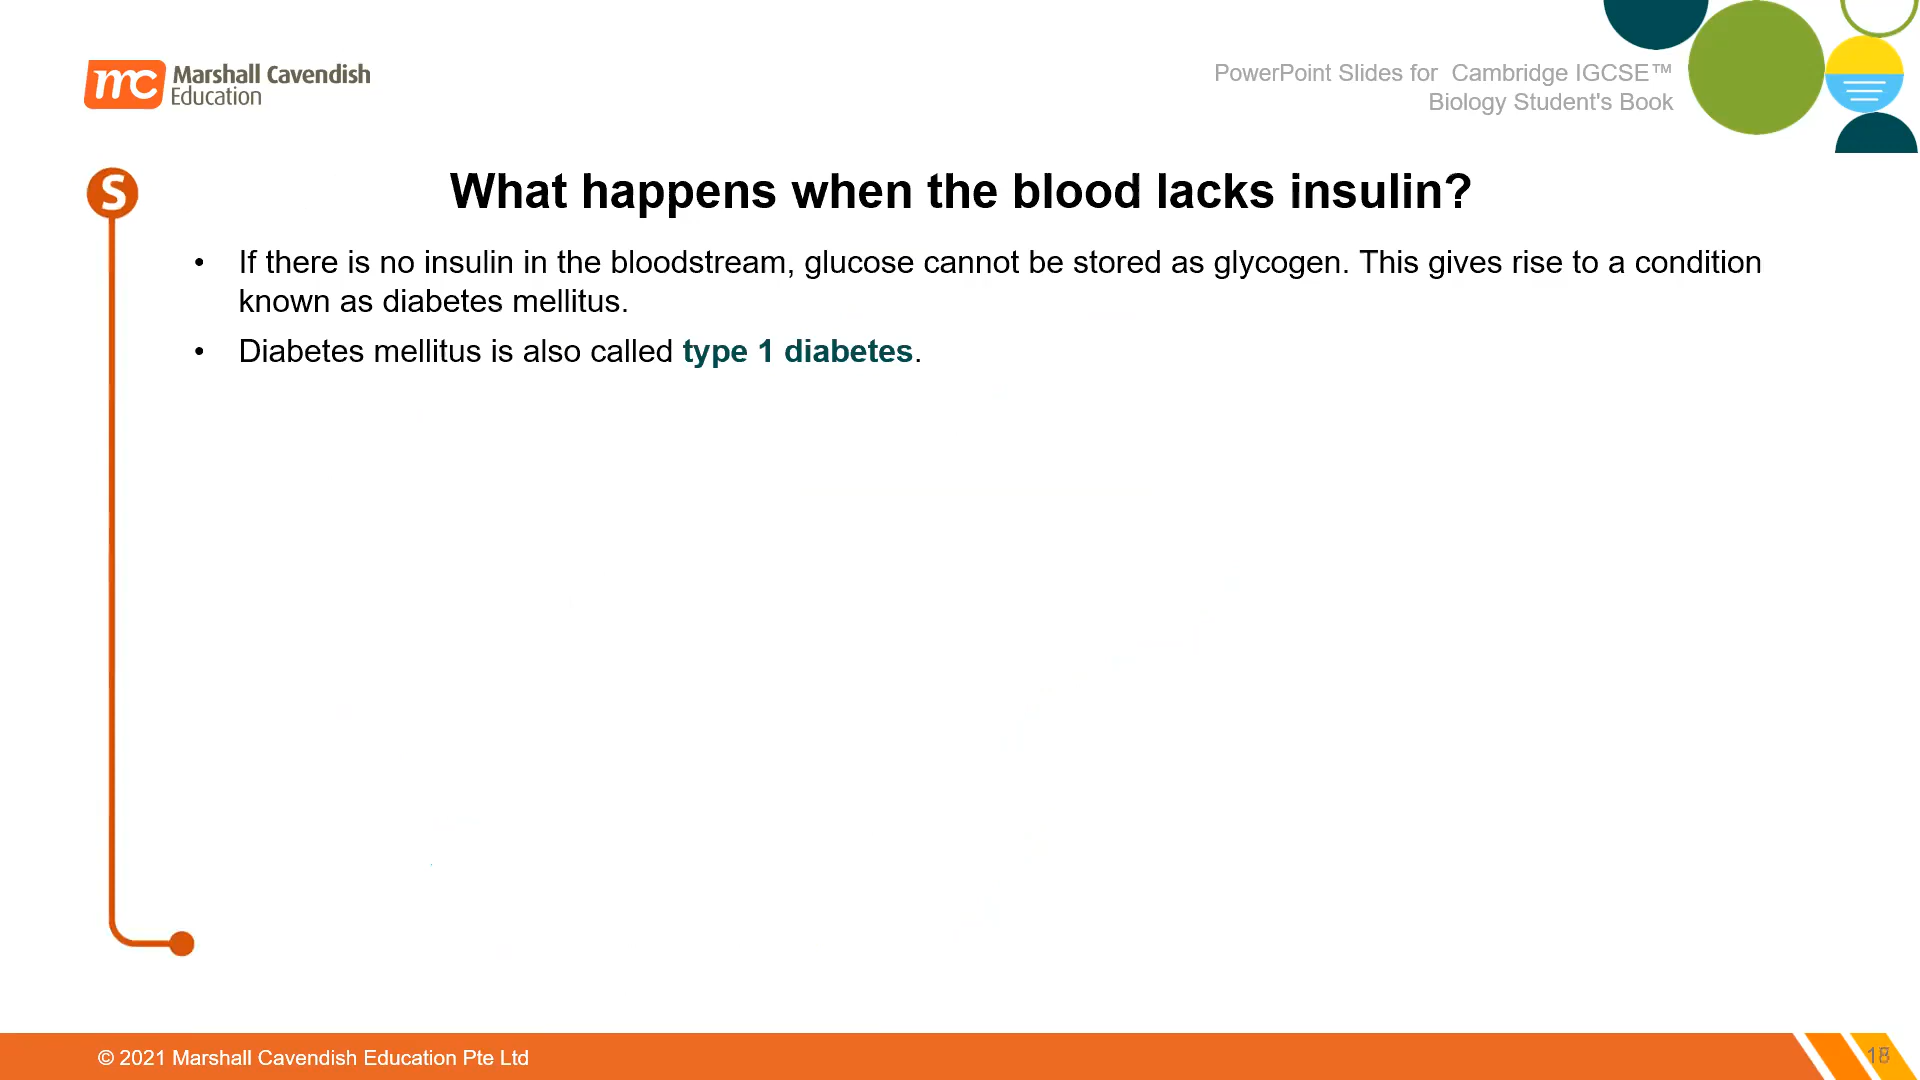 mc Marshall Cavendish
Education
PowerPoint Slides for Cambridge IGCSE™
Biology Student's Book
S
What happens when the blood lacks insulin?
• If there is no insulin in the bloodstream, glucose cannot be stored as glycogen. This gives rise to a condition
known as diabetes mellitus.
• Diabetes mellitus is also called type 1 diabetes.
© 2021 Marshall Cavendish Education Pte Ltd
18